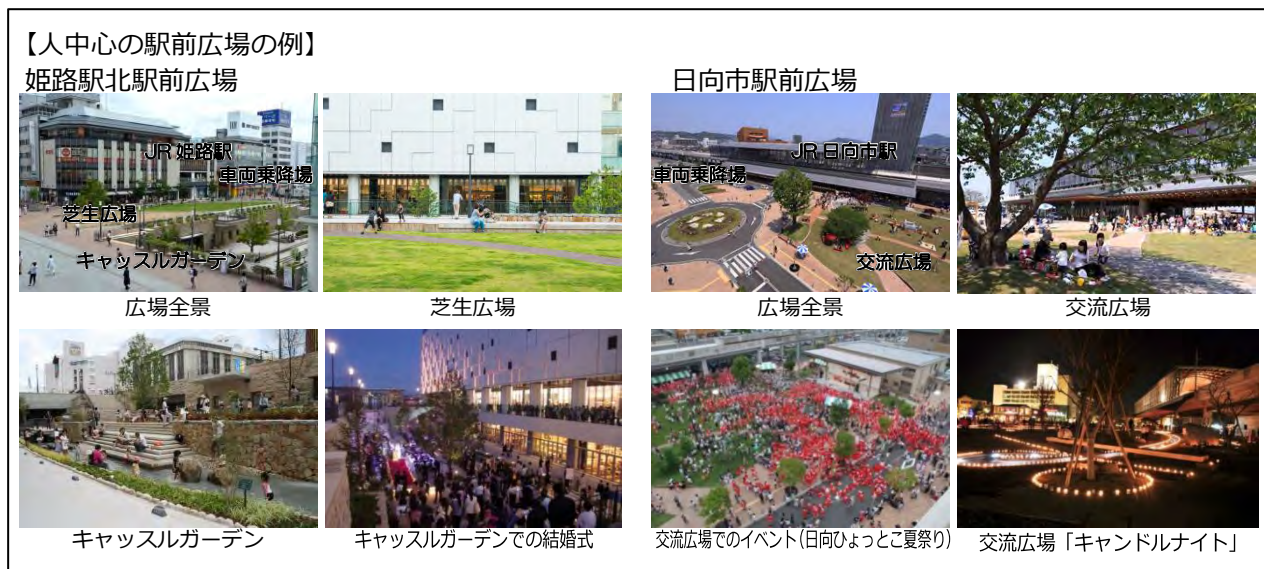 【人中心の駅前広場の例】
姫路駅北駅前広場
JR 姫路駅
車両乗降場
芝生広場
キャッスルガーデン
広場全景
芝生広場
キャッスルガーデン
キャッスルガーデンでの結婚式
日向市駅前広場
JR 日向市駅
車両乗降場
交流広場
広場全景
交流広場
交流広場でのイベント(日向ひょっとこ夏祭り)
交流広場「キャンドルナイト」